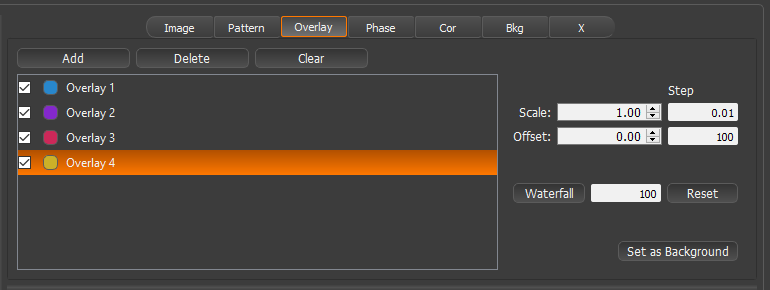 Image Pattern Overlay Phase Cor Bkg X
Add Delete Clear
Overlay 1
Overlay 2
Overlay 3
Overlay 4
Step
Scale: 1.00 0.01
Offset: 0.00 100
Waterfall 100 Reset
Set as Background